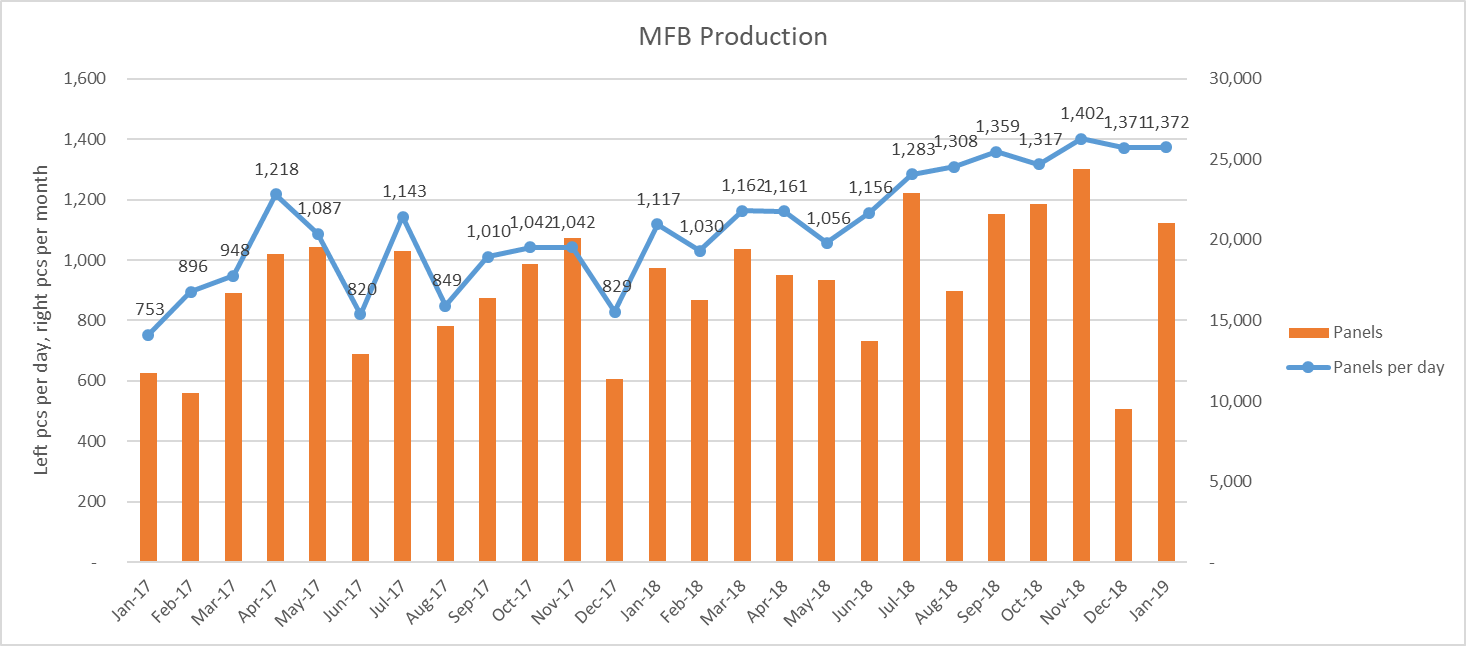 MFB Production
1,600
1,400
1,200
1,000
800
600
400
200
-
Left pcs per day, right pcs per month
30,000
25,000
20,000
15,000
10,000
5,000
-
753
896
948
1,218
1,087
820
1,143
849
1,010
1,042
1,042
829
1,117
1,030
1,162
1,161
1,056
1,156
1,283
1,308
1,359
1,317
1,402
1,371
1,372
Jan-17
Feb-17
Mar-17
Apr-17
May-17
Jun-17
Jul-17
Aug-17
Sep-17
Oct-17
Nov-17
Dec-17
Jan-18
Feb-18
Mar-18
Apr-18
May-18
Jun-18
Jul-18
Aug-18
Sep-18
Oct-18
Nov-18
Dec-18
Jan-19
Panels
Panels per day